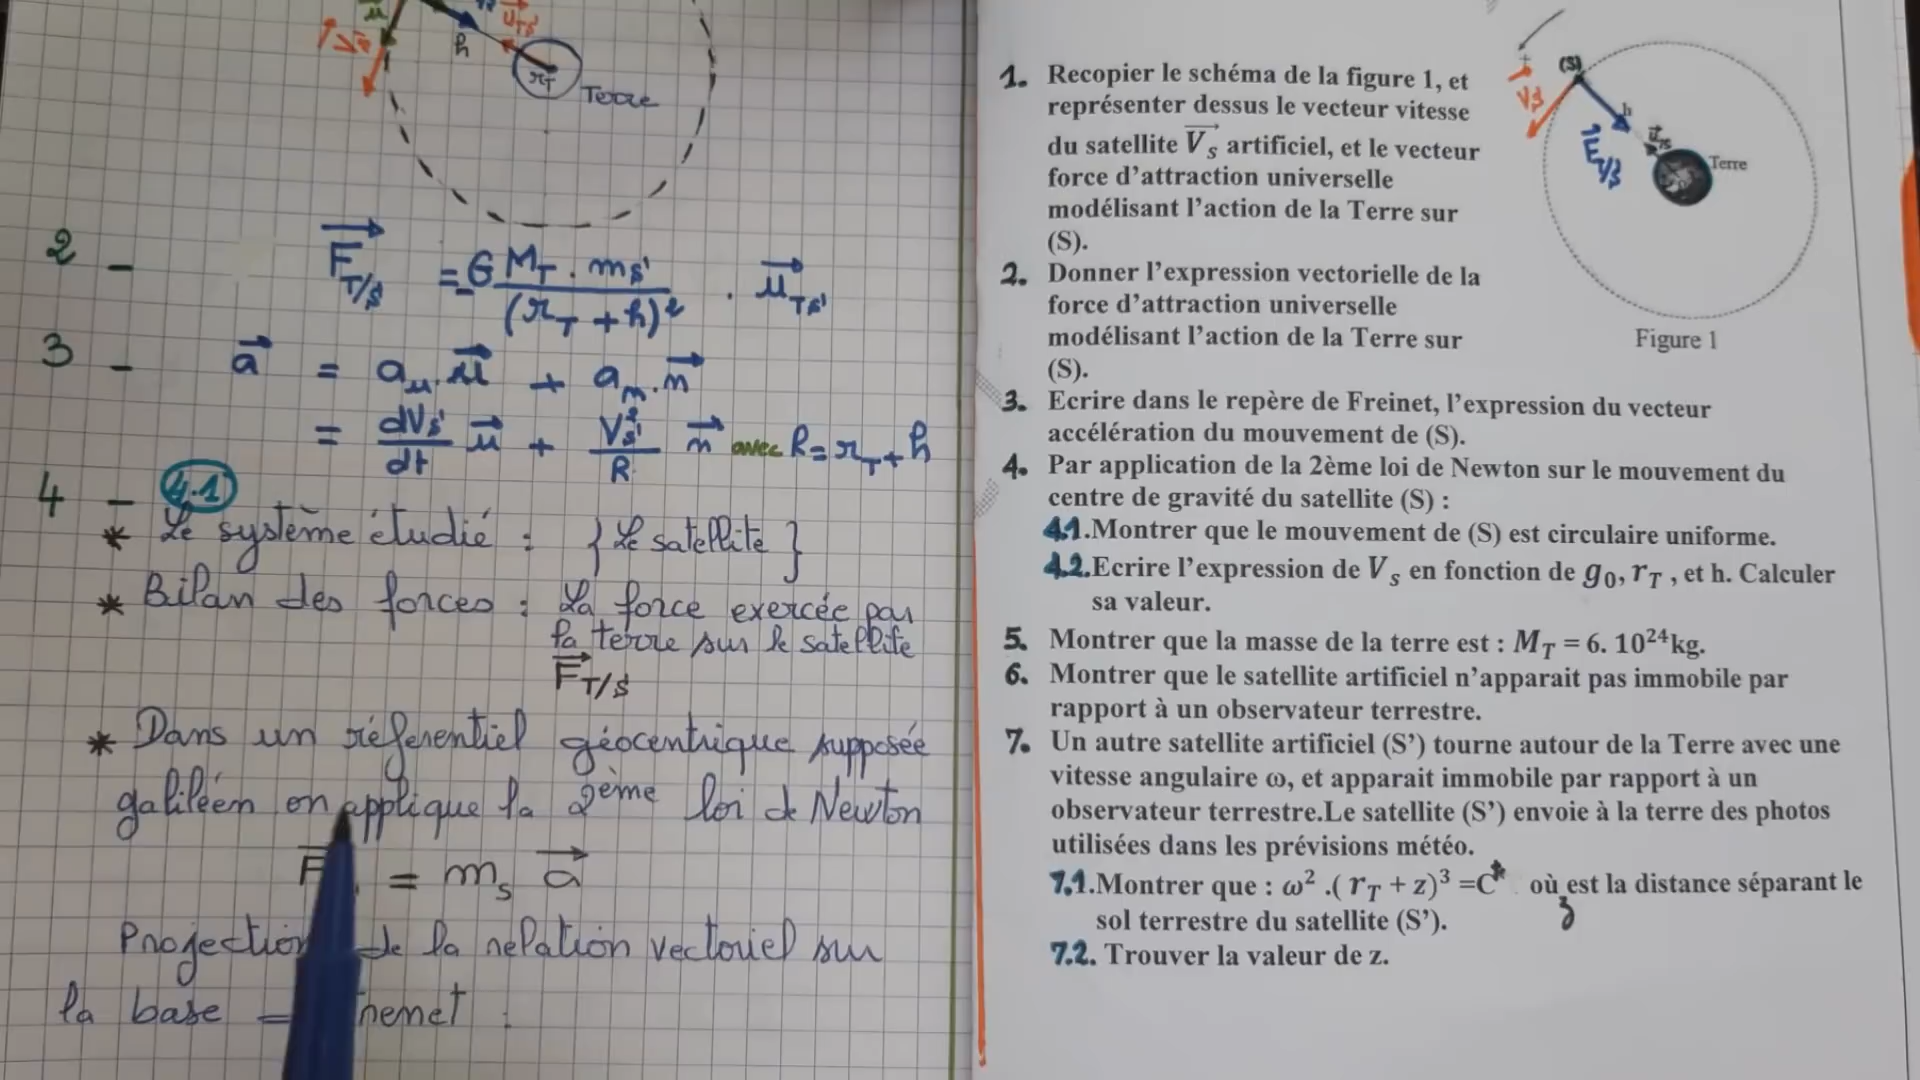 h
u_TS
V_s
r_T
Terre
2 - F_T/S = -G M_T . m_s / (r_T + h)² . u_TS
3 - a = a_u . u + a_n . n
= dV_s/dt u + V_s²/R n avec R = r_T + h
4 - 4.1
* Le système étudié : { Le satellite }
* Bilan des forces : La force exercée par
la terre sur le satellite
F_T/S
* Dans un référentiel géocentrique supposée
galiléen on applique la 2ème loi de Newton
F = m_s a
Projection de la relation vectoriel sur
la base
1. Recopier le schéma de la figure 1, et
représenter dessus le vecteur vitesse
du satellite V_s artificiel, et le vecteur
force d’attraction universelle
modélisant l’action de la Terre sur
(S).
2. Donner l’expression vectorielle de la
force d’attraction universelle
modélisant l’action de la Terre sur
(S).
(S)
+
V_s
h
F_T/S
u_TS
Terre
Figure 1
3. Ecrire dans le repère de Freinet, l’expression du vecteur
accélération du mouvement de (S).
4. Par application de la 2ème loi de Newton sur le mouvement du
centre de gravité du satellite (S) :
4.1.Montrer que le mouvement de (S) est circulaire uniforme.
4.2.Ecrire l’expression de V_s en fonction de g₀, r_T , et h. Calculer
sa valeur.
5. Montrer que la masse de la terre est : M_T = 6. 10²⁴kg.
6. Montrer que le satellite artificiel n’apparait pas immobile par
rapport à un observateur terrestre.
7. Un autre satellite artificiel (S’) tourne autour de la Terre avec une
vitesse angulaire ω, et apparait immobile par rapport à un
observateur terrestre.Le satellite (S’) envoie à la terre des photos
utilisées dans les prévisions météo.
7.1.Montrer que : ω² .( r_T + z)³ =C^te où z est la distance séparant le
sol terrestre du satellite (S’).
7.2. Trouver la valeur de z.